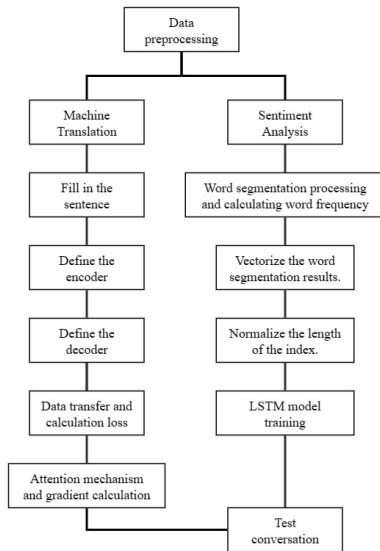 Data
preprocessing
Machine
Translation
Fill in the
sentence
Define the
encoder
Define the
decoder
Data transfer and
calculation loss
Attention mechanism
and gradient calculation
Sentiment
Analysis
Word segmentation processing
and calculating word frequency
Vectorize the word
segmentation results.
Normalize the length
of the index.
LSTM model
training
Test
conversation